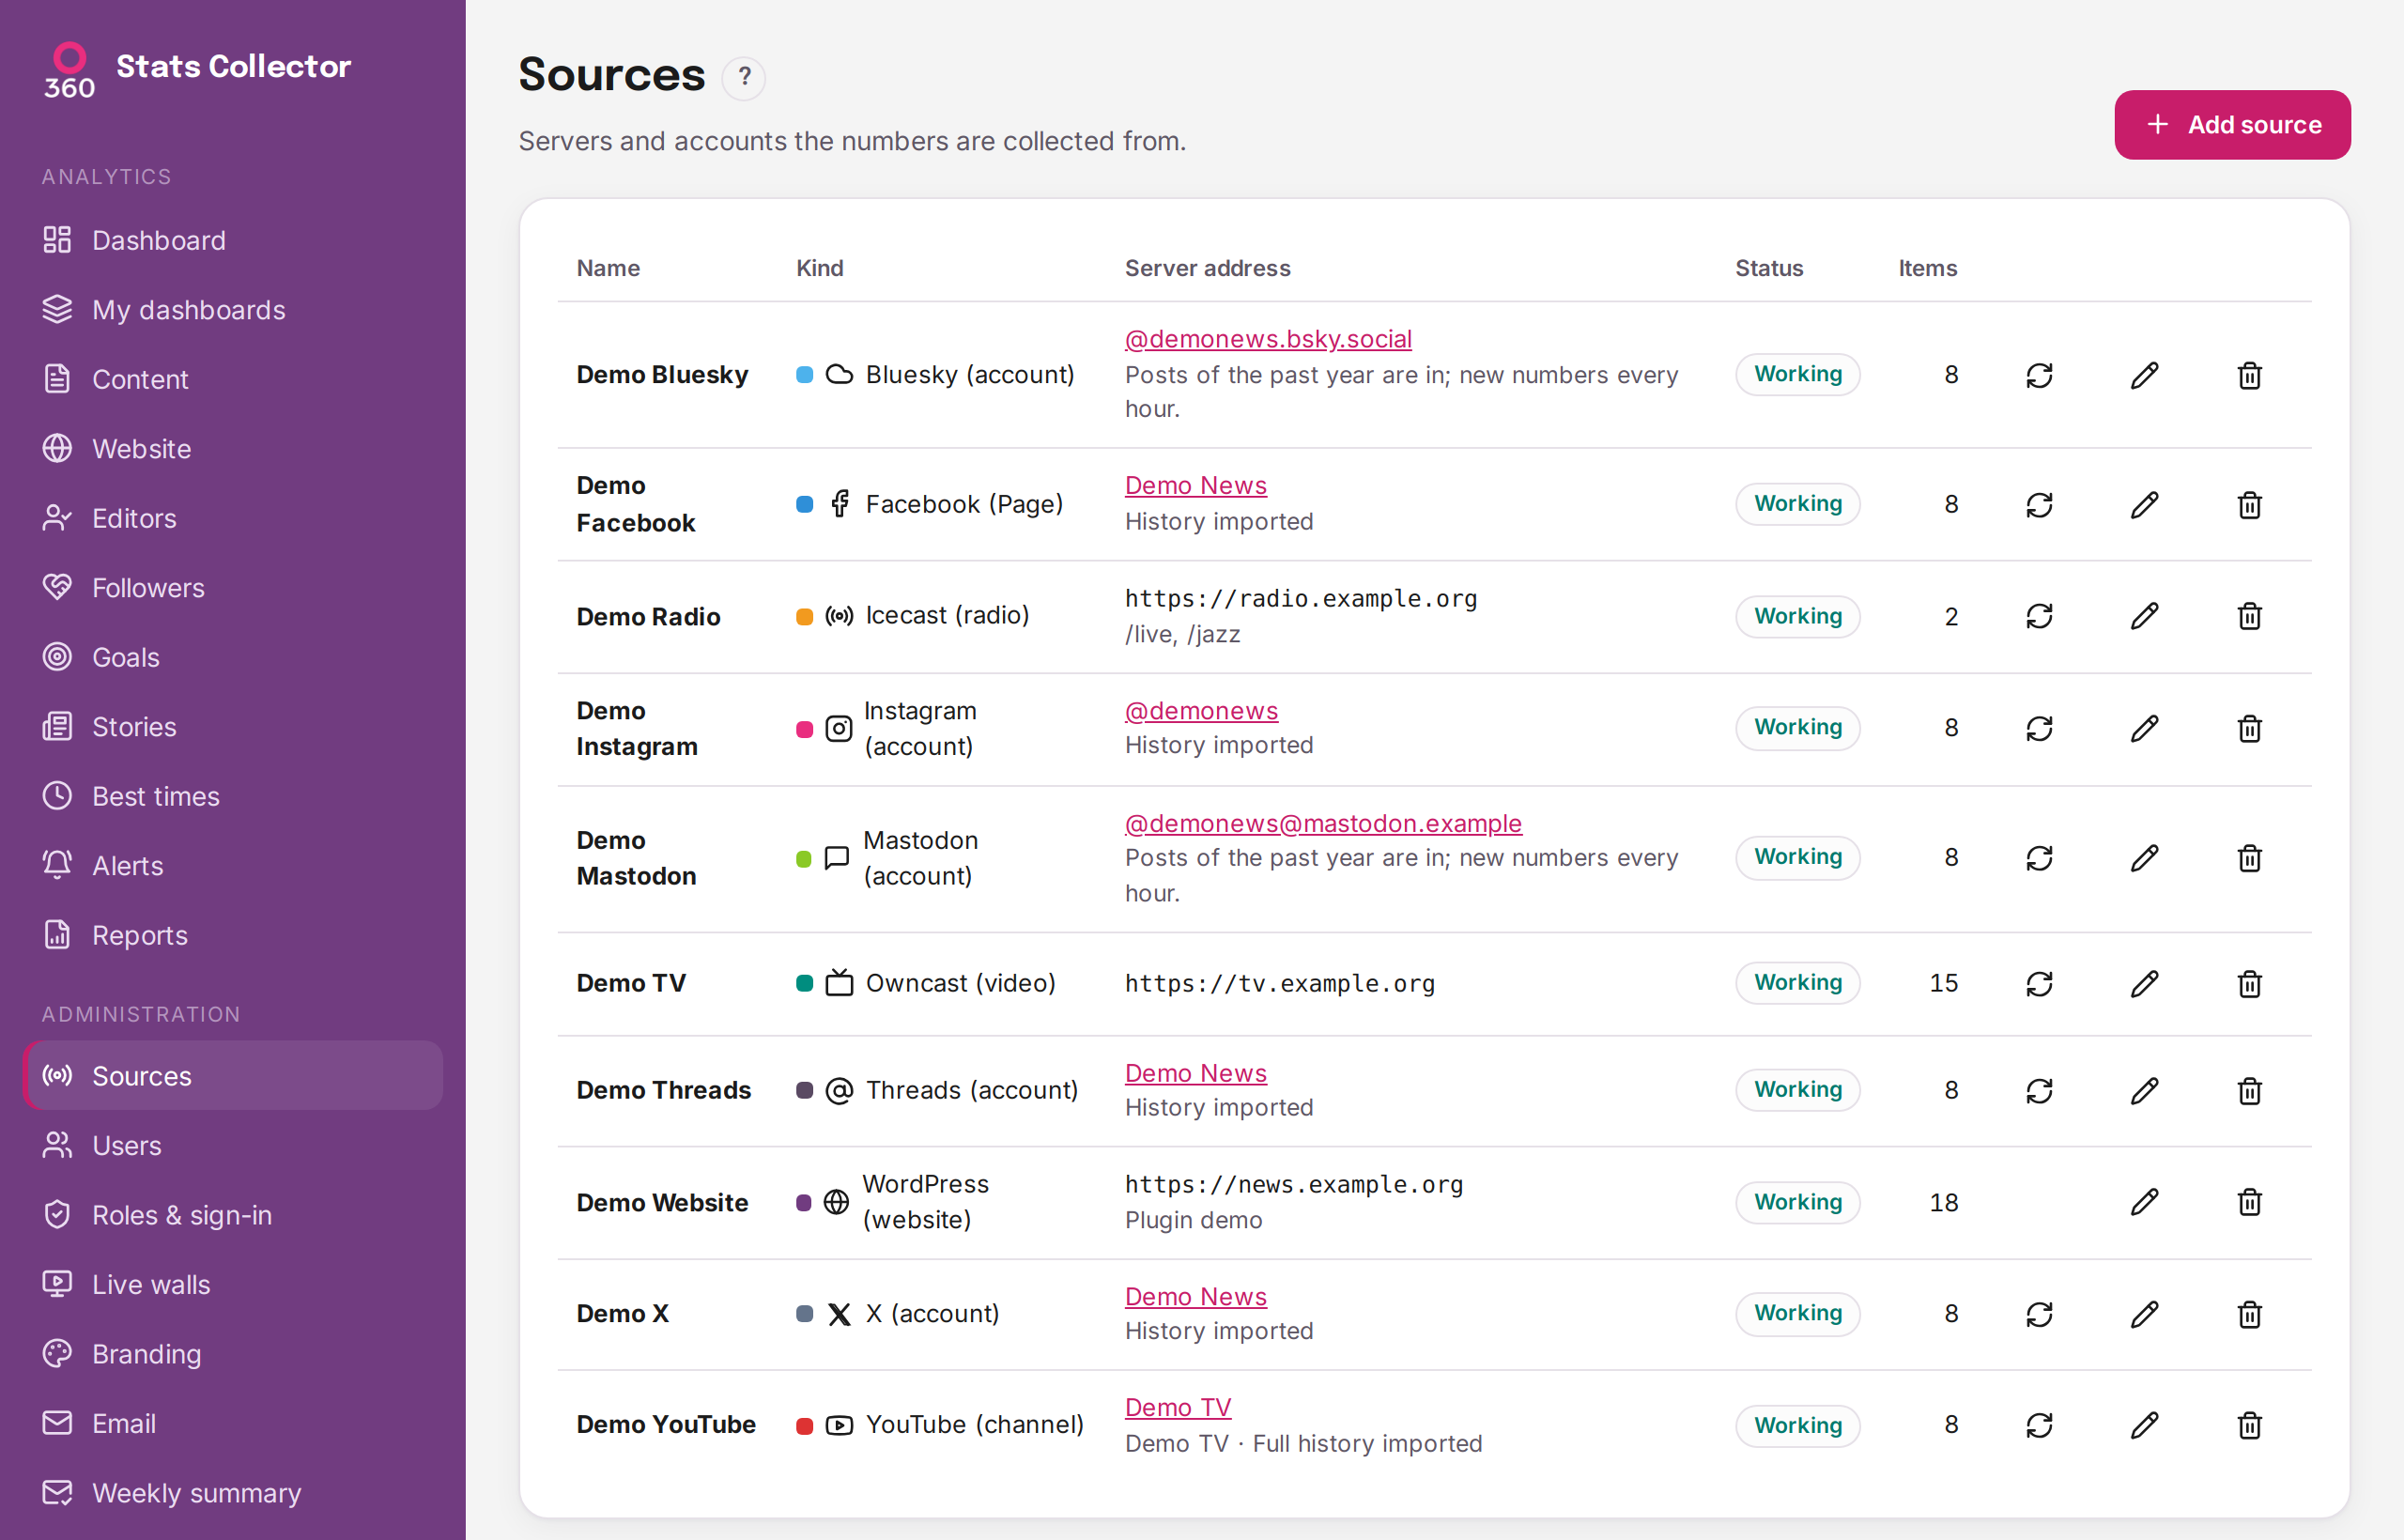 360
Stats Collector
ANALYTICS
Dashboard
My dashboards
Content
Website
Editors
Followers
Goals
Stories
Best times
Alerts
Reports
ADMINISTRATION
Sources
Users
Roles & sign-in
Live walls
Branding
Email
Weekly summary
Sources ?
Servers and accounts the numbers are collected from.
+ Add source
Name Kind Server address Status Items
Demo Bluesky Bluesky (account) @demonews.bsky.social
Posts of the past year are in; new numbers every
hour.
Working 8
Demo
Facebook
Facebook (Page)
Demo News
History imported
Working 8
Demo Radio Icecast (radio)
https://radio.example.org
/live, /jazz
Working 2
Demo
Instagram
Instagram
(account)
@demonews
History imported
Working 8
Demo
Mastodon
Mastodon
(account)
@demonews@mastodon.example
Posts of the past year are in; new numbers every
hour.
Working 8
Demo TV Owncast (video) https://tv.example.org Working 15
Demo Threads Threads (account)
Demo News
History imported
Working 8
Demo Website
WordPress
(website)
https://news.example.org
Plugin demo
Working 18
Demo X X (account)
Demo News
History imported
Working 8
Demo YouTube YouTube (channel)
Demo TV
Demo TV · Full history imported
Working 8